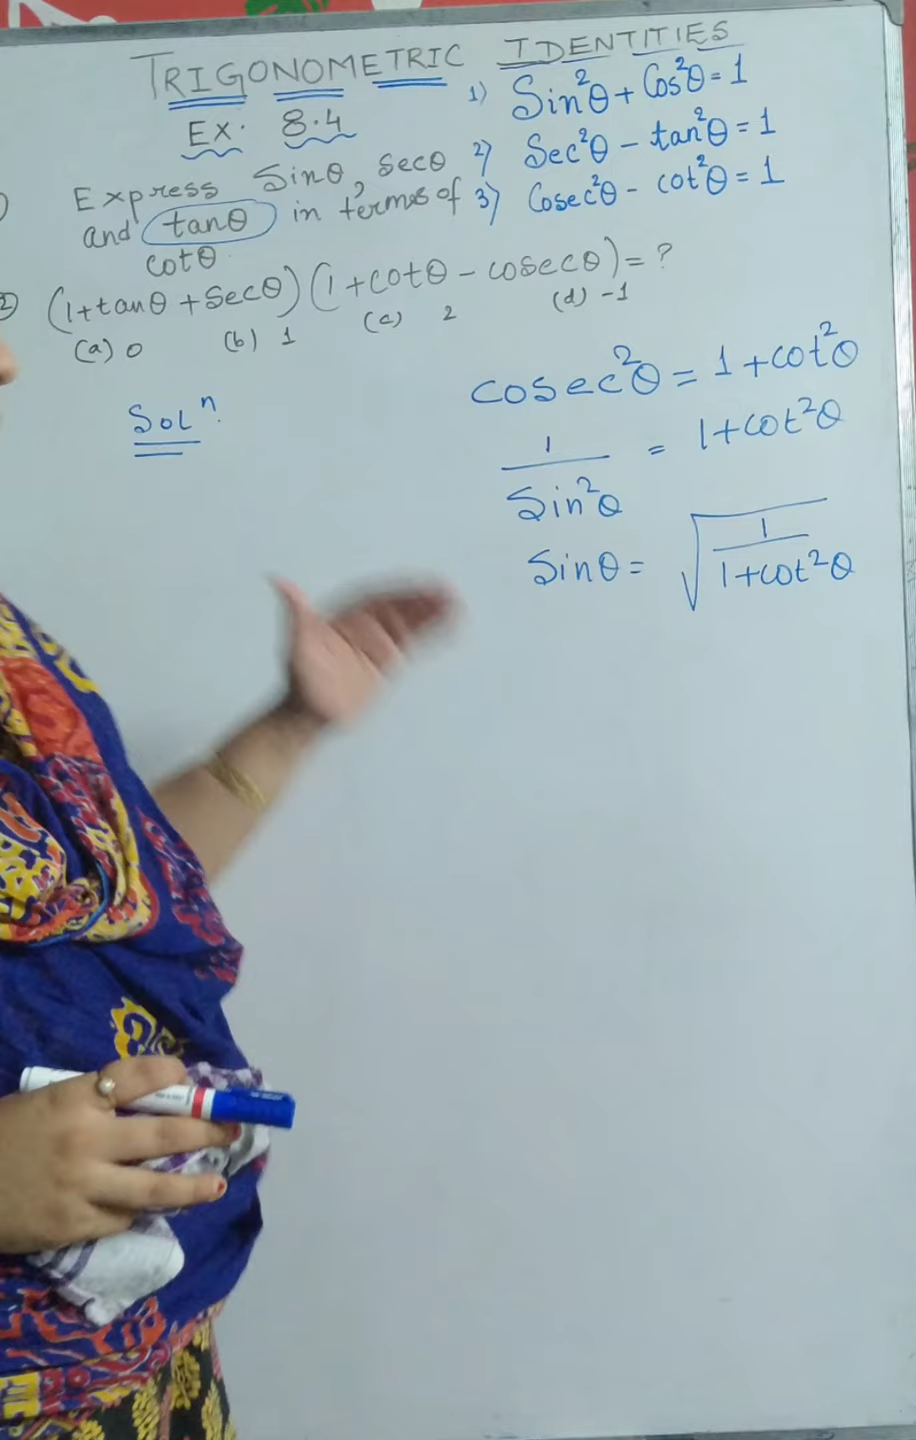 TRIGONOMETRIC IDENTITIES
Ex. 8.4
1) Sin²θ + Cos²θ = 1
2) Sec²θ - tan²θ = 1
3) Cosec²θ - cot²θ = 1
Express Sinθ, secθ
and tanθ in terms of
cotθ
2) (1+tanθ+secθ)(1+cotθ-cosecθ)=?
(a) 0 (b) 1 (c) 2 (d) -1
Solⁿ.
cosec²θ = 1+cot²θ
1/Sin²θ = 1+cot²θ
Sinθ = √(1/(1+cot²θ))